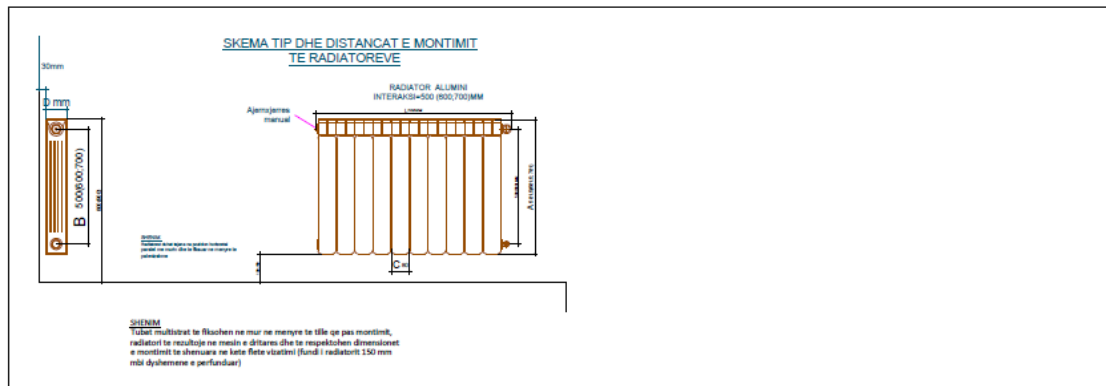 SKEMA TIP DHE DISTANCAT E MONTIMIT
TE RADIATOREVE
30mm
D mm
RADIATOR ALUMINI
INTERAKSI=500 (600;700)MM
Ajernxjerres
manual
B 500(600;700)
A
C 80
SHENIM
SHENIM
Tubat multistrat te fiksohen ne mur ne menyre te tille qe pas montimit,
radiatori te rezultoje ne mesin e dritares dhe te respektohen dimensionet
e montimit te shenuara ne kete flete vizatimi (fundi i radiatorit 150 mm
mbi dyshemene e perfunduar)